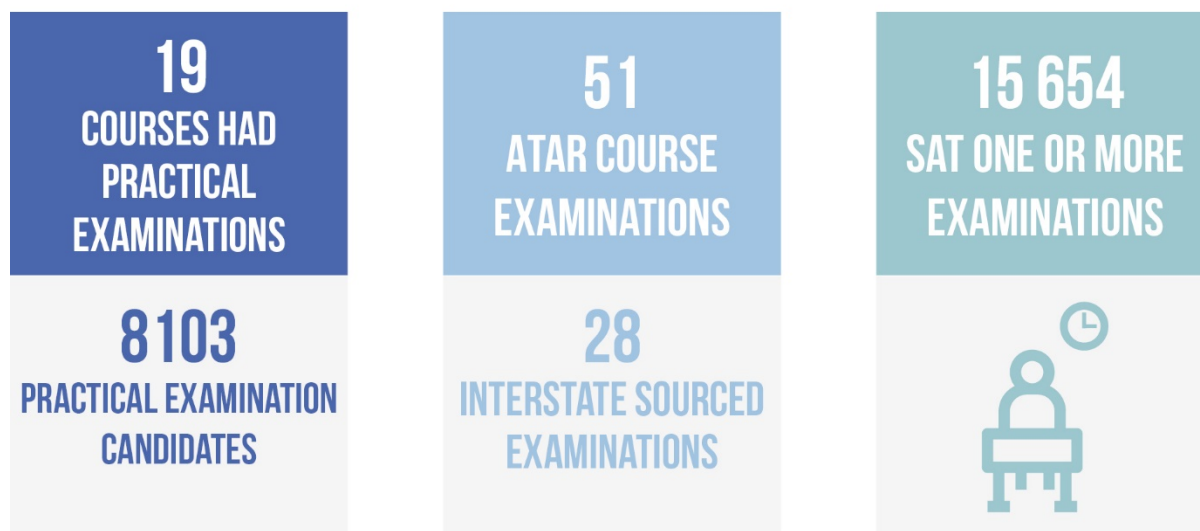 19
COURSES HAD
PRACTICAL
EXAMINATIONS
8103
PRACTICAL EXAMINATION
CANDIDATES
51
ATAR COURSE
EXAMINATIONS
28
INTERSTATE SOURCED
EXAMINATIONS
15 654
SAT ONE OR MORE
EXAMINATIONS